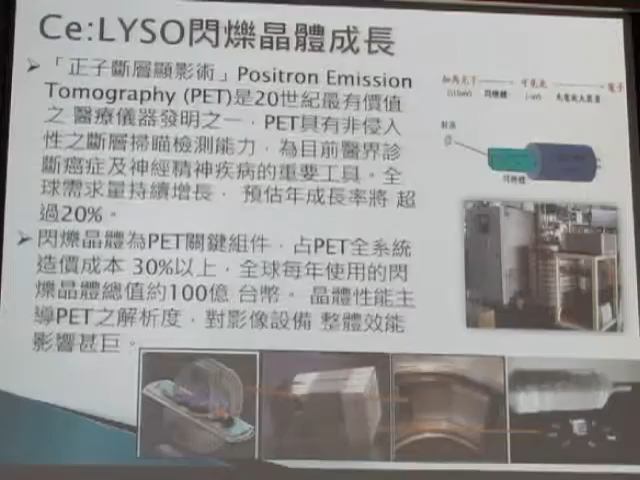 Ce:LYSO閃爍晶體成長
「正子斷層顯影術」Positron Emission
Tomography (PET)是20世紀最有價值
之 醫療儀器發明之一，PET具有非侵入
性之斷層掃瞄檢測能力，為目前醫界診
斷癌症及神經精神疾病的重要工具。全
球需求量持續增長， 預估年成長率將 超
過20%。
閃爍晶體為PET關鍵組件，占PET全系統
造價成本 30%以上，全球每年使用的閃
爍晶體總值約100億 台幣。 晶體性能主
導PET之解析度，對影像設備 整體效能
影響甚巨。
可見光
電子
閃爍體